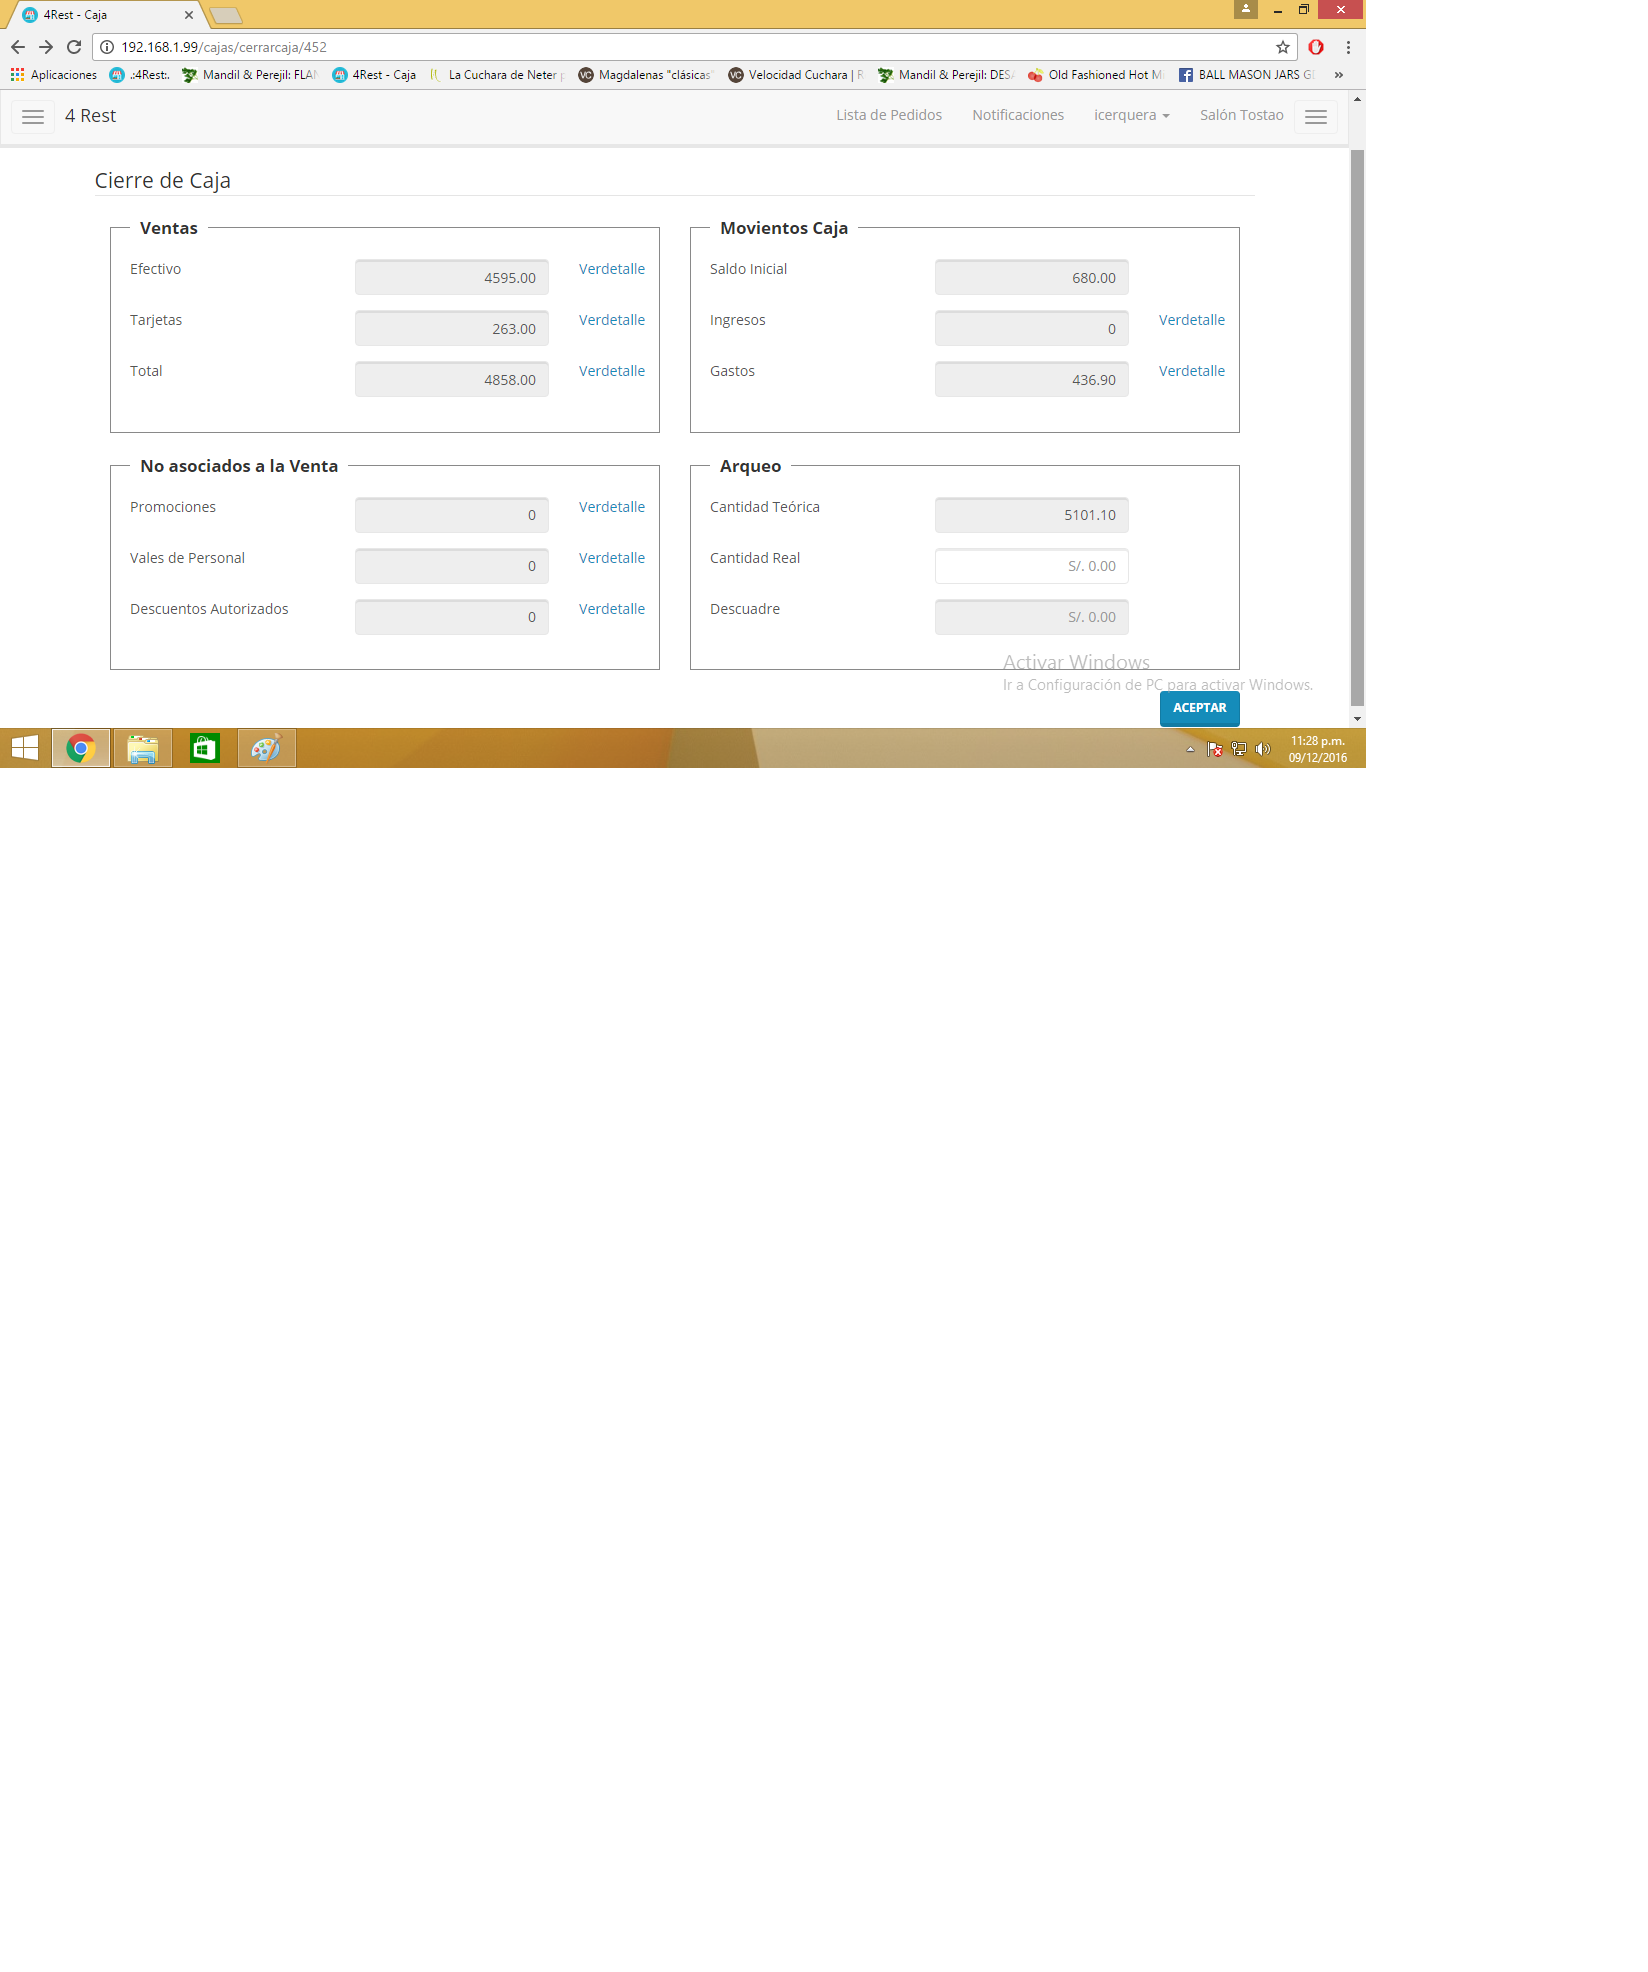 4Rest - Caja
192.168.1.99/cajas/cerrarcaja/452
Aplicaciones .:4Rest:. Mandil & Perejil: FLAN 4Rest - Caja La Cuchara de Neter Magdalenas "clásicas" Velocidad Cuchara | R Mandil & Perejil: DESA Old Fashioned Hot M BALL MASON JARS GL »
4 Rest Lista de Pedidos Notificaciones icerquera Salón Tostao
Cierre de Caja
Ventas
Efectivo 4595.00 Verdetalle
Tarjetas 263.00 Verdetalle
Total 4858.00 Verdetalle
Movientos Caja
Saldo Inicial 680.00
Ingresos 0 Verdetalle
Gastos 436.90 Verdetalle
No asociados a la Venta
Promociones 0 Verdetalle
Vales de Personal 0 Verdetalle
Descuentos Autorizados 0 Verdetalle
Arqueo
Cantidad Teórica 5101.10
Cantidad Real S/. 0.00
Descuadre S/. 0.00
Activar Windows
Ir a Configuración de PC para activar Windows.
ACEPTAR
11:28 p.m.
09/12/2016